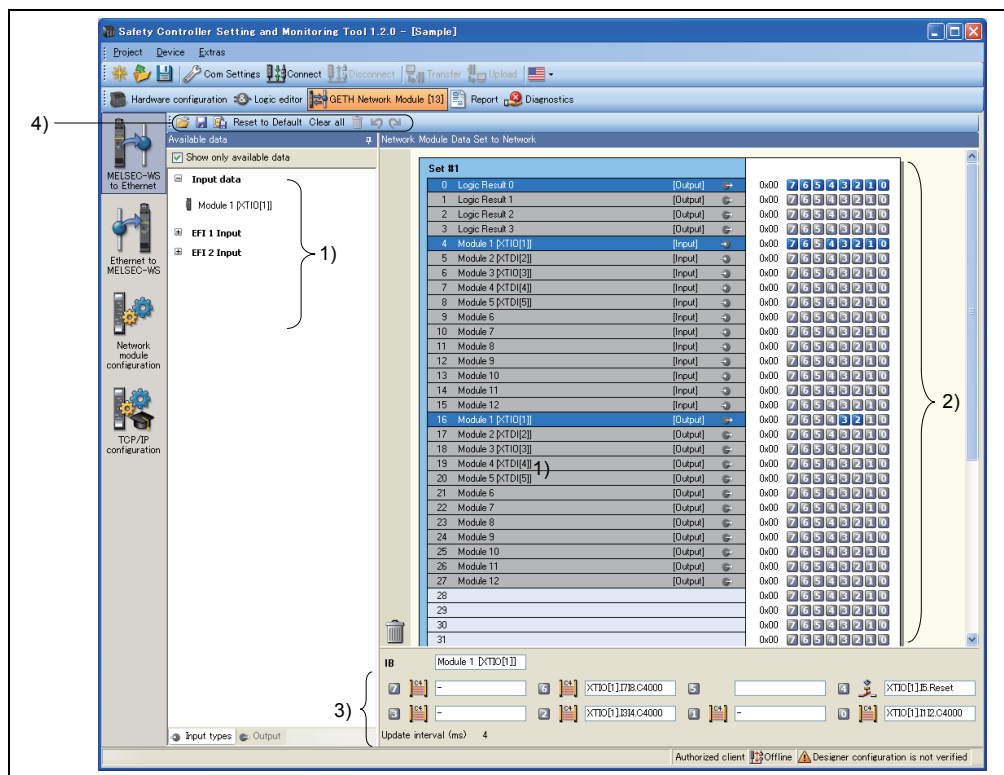 Safety Controller Setting and Monitoring Tool 1.2.0 - [Sample]
Project Device Extras
Com Settings Connect Disconnect Transfer Upload
Hardware configuration Logic editor GETH Network Module [13] Report Diagnostics
4)
Reset to Default Clear all
Available data
Network Module Data Set to Network
Show only available data
Input data
Module 1 [XTIO[1]]
EFI 1 Input
EFI 2 Input
1)
MELSEC-WS
to Ethernet
Ethernet to
MELSEC-WS
Network
module
configuration
TCP/IP
configuration
Set #1
0 Logic Result 0 [Output] 0x00 7 6 5 4 3 2 1 0
1 Logic Result 1 [Output] 0x00 7 6 5 4 3 2 1 0
2 Logic Result 2 [Output] 0x00 7 6 5 4 3 2 1 0
3 Logic Result 3 [Output] 0x00 7 6 5 4 3 2 1 0
4 Module 1 [XTIO[1]] [Input] 0x00 7 6 5 4 3 2 1 0
5 Module 2 [XTDI[2]] [Input] 0x00 7 6 5 4 3 2 1 0
6 Module 3 [XTIO[3]] [Input] 0x00 7 6 5 4 3 2 1 0
7 Module 4 [XTDI[4]] [Input] 0x00 7 6 5 4 3 2 1 0
8 Module 5 [XTDI[5]] [Input] 0x00 7 6 5 4 3 2 1 0
9 Module 6 [Input] 0x00 7 6 5 4 3 2 1 0
10 Module 7 [Input] 0x00 7 6 5 4 3 2 1 0
11 Module 8 [Input] 0x00 7 6 5 4 3 2 1 0
12 Module 9 [Input] 0x00 7 6 5 4 3 2 1 0
13 Module 10 [Input] 0x00 7 6 5 4 3 2 1 0
14 Module 11 [Input] 0x00 7 6 5 4 3 2 1 0
15 Module 12 [Input] 0x00 7 6 5 4 3 2 1 0
16 Module 1 [XTIO[1]] [Output] 0x00 7 6 5 4 3 2 1 0
17 Module 2 [XTDI[2]] [Output] 0x00 7 6 5 4 3 2 1 0
18 Module 3 [XTIO[3]] [Output] 0x00 7 6 5 4 3 2 1 0
19 Module 4 [XTDI[4]] 1) [Output] 0x00 7 6 5 4 3 2 1 0
20 Module 5 [XTDI[5]] [Output] 0x00 7 6 5 4 3 2 1 0
21 Module 6 [Output] 0x00 7 6 5 4 3 2 1 0
22 Module 7 [Output] 0x00 7 6 5 4 3 2 1 0
23 Module 8 [Output] 0x00 7 6 5 4 3 2 1 0
24 Module 9 [Output] 0x00 7 6 5 4 3 2 1 0
25 Module 10 [Output] 0x00 7 6 5 4 3 2 1 0
26 Module 11 [Output] 0x00 7 6 5 4 3 2 1 0
27 Module 12 [Output] 0x00 7 6 5 4 3 2 1 0
28 0x00 7 6 5 4 3 2 1 0
29 0x00 7 6 5 4 3 2 1 0
30 0x00 7 6 5 4 3 2 1 0
31 0x00 7 6 5 4 3 2 1 0
2)
3)
IB Module 1 [XTIO[1]]
7 C4 - 6 C4 XTIO[1].I7I8.C4000 5 4 XTIO[1].I5.Reset
3 C4 - 2 C4 XTIO[1].I3I4.C4000 1 C4 - 0 C4 XTIO[1].I1I2.C4000
Update interval (ms) 4
Input types Output
Authorized client Offline Designer configuration is not verified